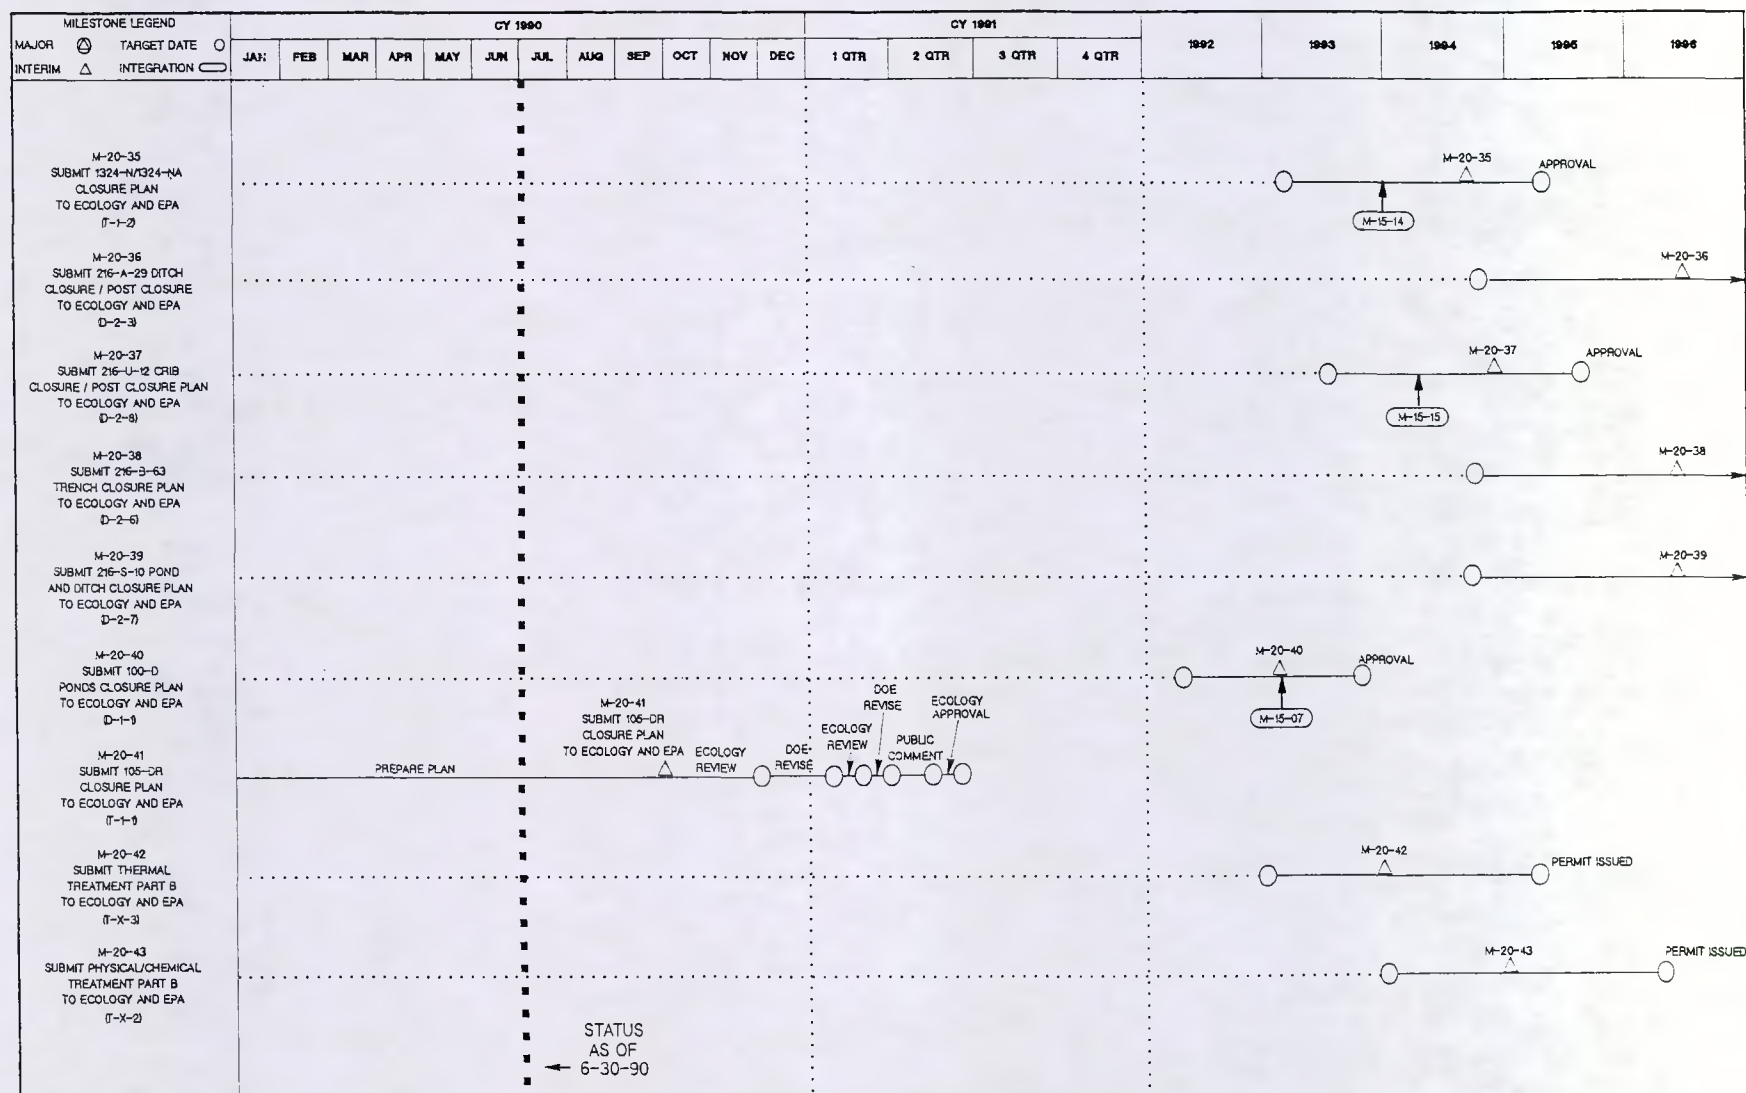 MILESTONE LEGEND
MAJOR TARGET DATE
INTERIM INTEGRATION
CY 1990
CY 1991
JAN FEB MAR APR MAY JUN JUL AUG SEP OCT NOV DEC 1 QTR 2 QTR 3 QTR 4 QTR 1992 1993 1994 1995 1996
M-20-35
SUBMIT 1324-N/1324-NA
CLOSURE PLAN
TO ECOLOGY AND EPA
(T-1-2)
M-20-35
APPROVAL
M-15-14
M-20-36
SUBMIT 216-A-29 DITCH
CLOSURE / POST CLOSURE
TO ECOLOGY AND EPA
(D-2-3)
M-20-36
M-20-37
SUBMIT 216-U-12 CRIB
CLOSURE / POST CLOSURE PLAN
TO ECOLOGY AND EPA
(D-2-8)
M-20-37
APPROVAL
M-15-15
M-20-38
SUBMIT 216-B-63
TRENCH CLOSURE PLAN
TO ECOLOGY AND EPA
(D-2-6)
M-20-38
M-20-39
SUBMIT 216-S-10 POND
AND DITCH CLOSURE PLAN
TO ECOLOGY AND EPA
(D-2-7)
M-20-39
M-20-40
SUBMIT 100-D
PONDS CLOSURE PLAN
TO ECOLOGY AND EPA
(D-1-1)
M-20-40
APPROVAL
M-15-07
M-20-41
SUBMIT 105-DR
CLOSURE PLAN
TO ECOLOGY AND EPA
(T-1-1)
PREPARE PLAN
M-20-41
SUBMIT 105-DR
CLOSURE PLAN
TO ECOLOGY AND EPA
ECOLOGY
REVIEW
DOE
REVISE
ECOLOGY
REVIEW
DOE
REVISE
PUBLIC
COMMENT
ECOLOGY
APPROVAL
M-20-42
SUBMIT THERMAL
TREATMENT PART B
TO ECOLOGY AND EPA
(T-X-3)
M-20-42
PERMIT ISSUED
M-20-43
SUBMIT PHYSICAL/CHEMICAL
TREATMENT PART B
TO ECOLOGY AND EPA
(T-X-2)
M-20-43
PERMIT ISSUED
STATUS
AS OF
6-30-90